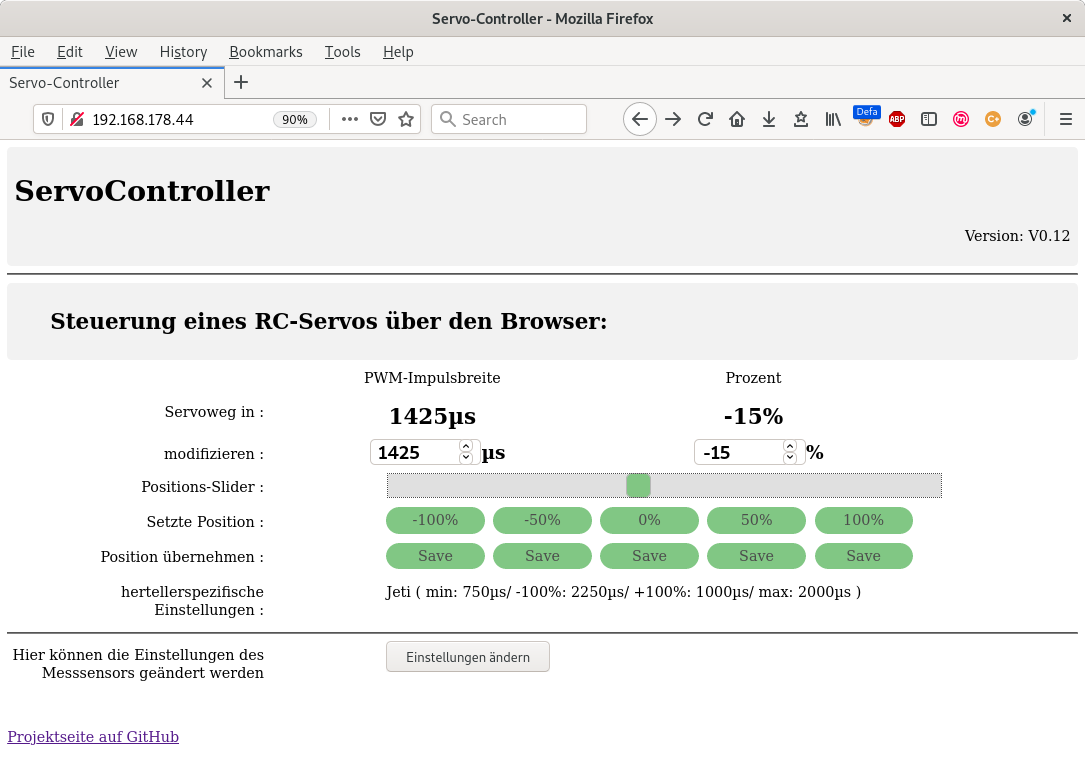 Servo-Controller - Mozilla Firefox
File Edit View History Bookmarks Tools Help
Servo-Controller
192.168.178.44 90% Search Defa ABP C+
ServoController
Version: V0.12
Steuerung eines RC-Servos über den Browser:
PWM-Impulsbreite Prozent
Servoweg in : 1425µs -15%
modifizieren : 1425 µs -15 %
Positions-Slider :
Setzte Position : -100% -50% 0% 50% 100%
Position übernehmen : Save Save Save Save Save
hertellerspezifische Jeti ( min: 750µs/ -100%: 2250µs/ +100%: 1000µs/ max: 2000µs )
Einstellungen :
Hier können die Einstellungen des Einstellungen ändern
Messsensors geändert werden
Projektseite auf GitHub